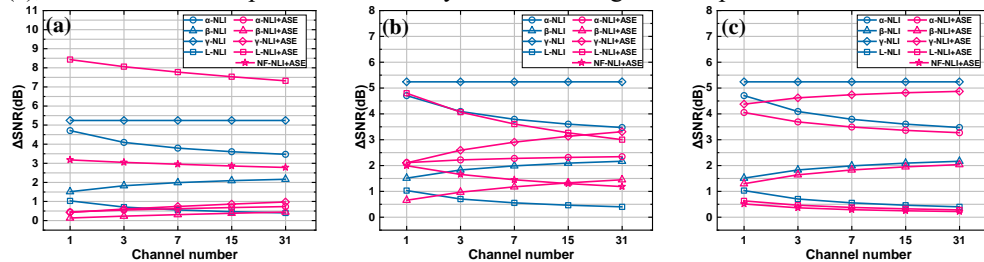 (a)
α-NLI α-NLI+ASE
β-NLI β-NLI+ASE
γ-NLI γ-NLI+ASE
L-NLI L-NLI+ASE
NF-NLI+ASE
ΔSNR(dB)
11
10
9
8
7
6
5
4
3
2
1
0
1 3 7 15 31
Channel number
(b)
α-NLI α-NLI+ASE
β-NLI β-NLI+ASE
γ-NLI γ-NLI+ASE
L-NLI L-NLI+ASE
NF-NLI+ASE
ΔSNR(dB)
8
7
6
5
4
3
2
1
0
1 3 7 15 31
Channel number
(c)
α-NLI α-NLI+ASE
β-NLI β-NLI+ASE
γ-NLI γ-NLI+ASE
L-NLI L-NLI+ASE
NF-NLI+ASE
ΔSNR(dB)
8
7
6
5
4
3
2
1
0
1 3 7 15 31
Channel number